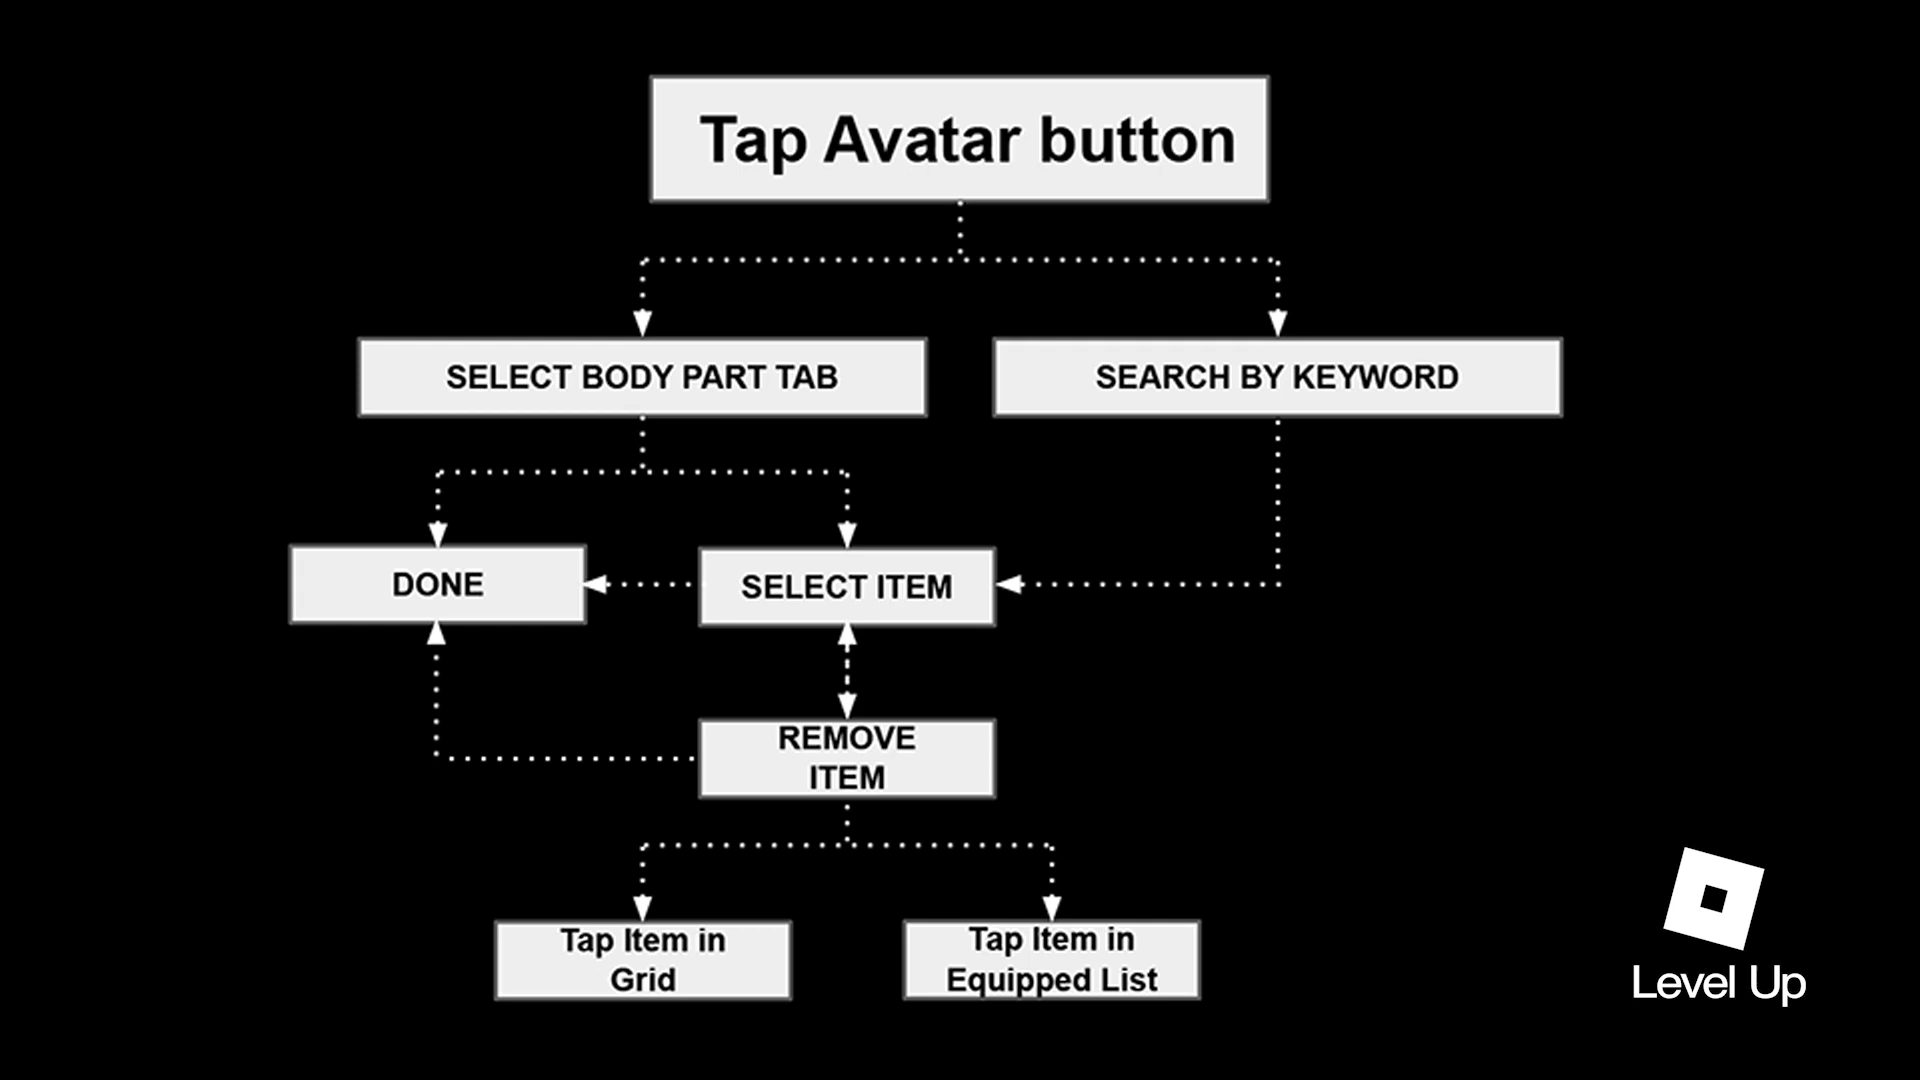 Tap Avatar button
SELECT BODY PART TAB
SEARCH BY KEYWORD
DONE
SELECT ITEM
REMOVE
ITEM
Tap Item in
Grid
Tap Item in
Equipped List
Level Up